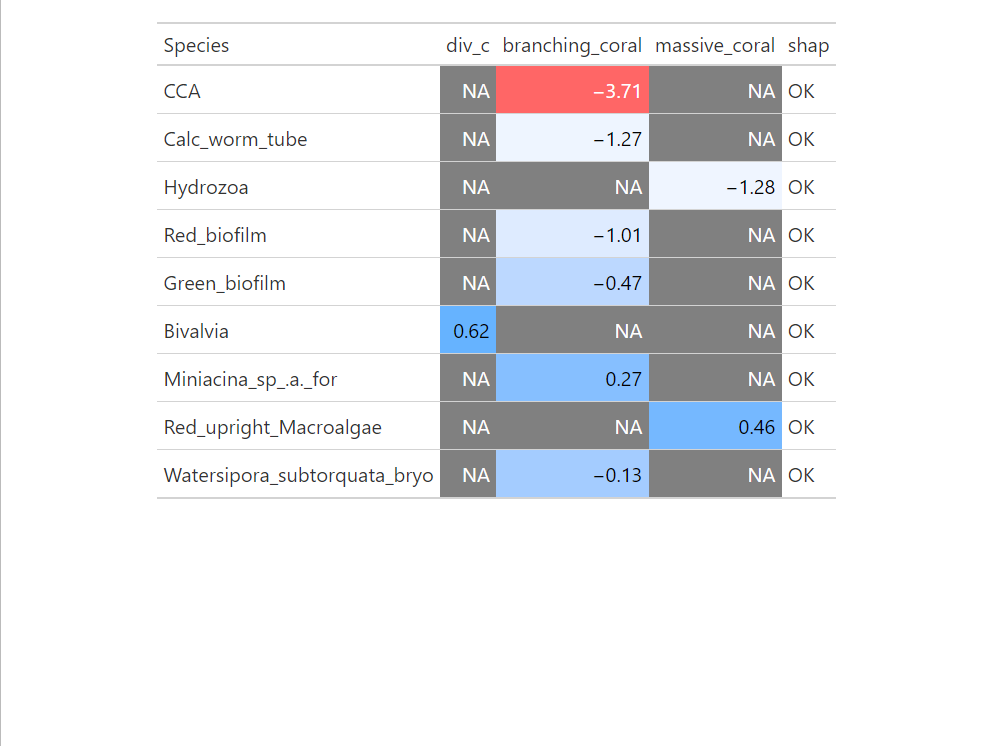 Species div_c branching_coral massive_coral shap
CCA NA −3.71 NA OK
Calc_worm_tube NA −1.27 NA OK
Hydrozoa NA NA −1.28 OK
Red_biofilm NA −1.01 NA OK
Green_biofilm NA −0.47 NA OK
Bivalvia 0.62 NA NA OK
Miniacina_sp_.a._for NA 0.27 NA OK
Red_upright_Macroalgae NA NA 0.46 OK
Watersipora_subtorquata_bryo NA −0.13 NA OK